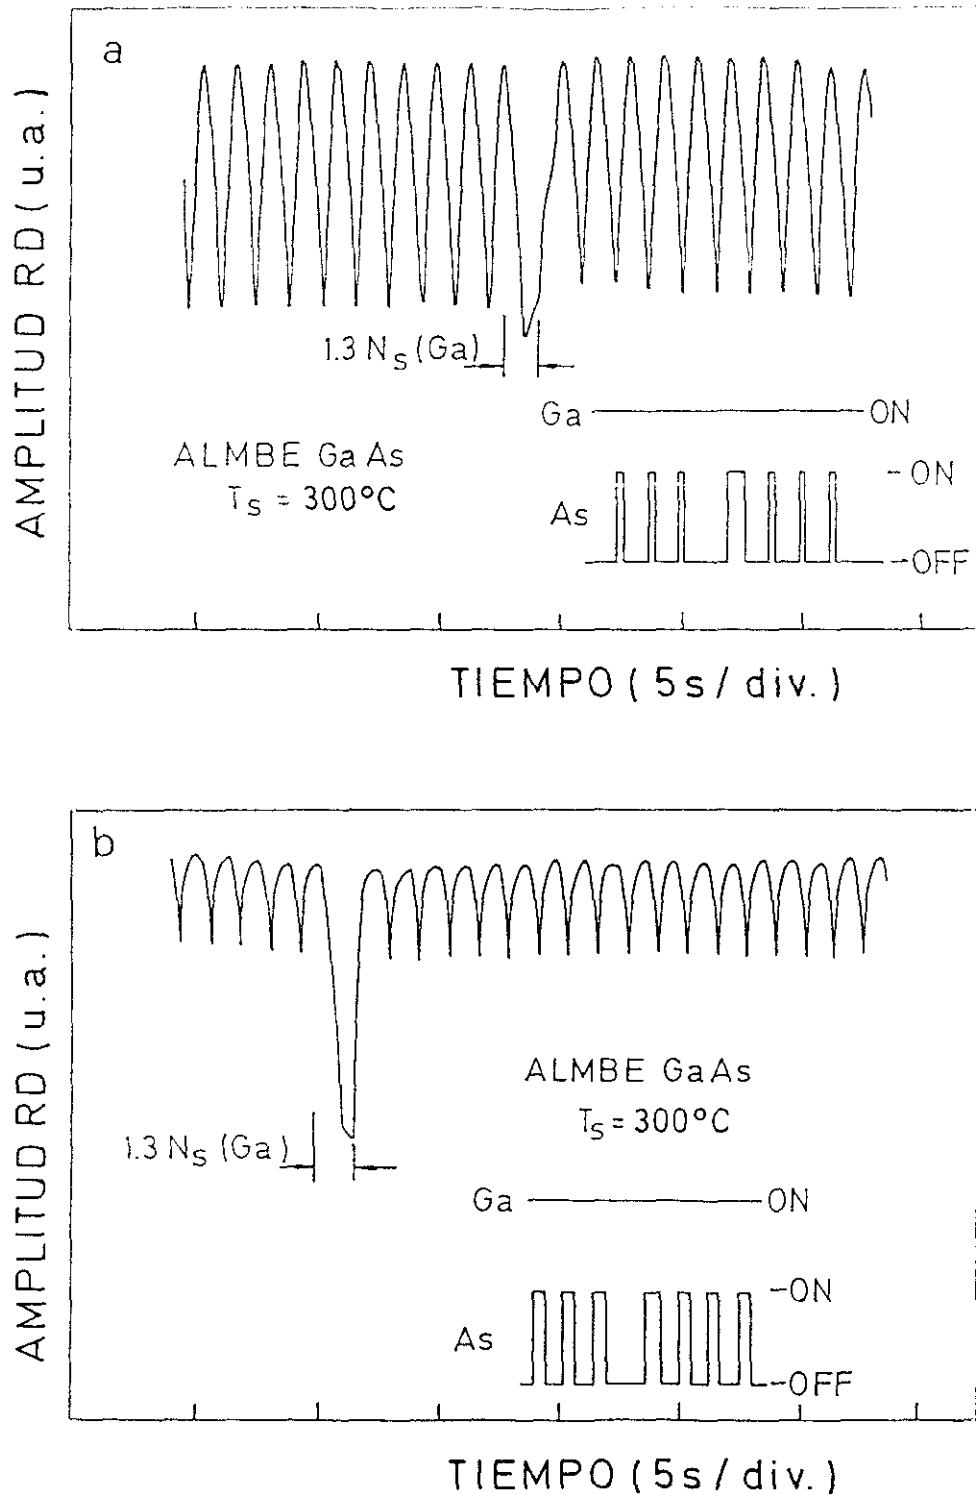 a
AMPLITUD RD (u.a.)
1.3 Ns (Ga)
Ga ON
ALMBE GaAs
Ts = 300°C
As
-ON
-OFF
TIEMPO (5s / div.)
b
AMPLITUD RD (u.a.)
ALMBE GaAs
Ts = 300°C
1.3 Ns (Ga)
Ga ON
As
-ON
-OFF
TIEMPO (5s / div.)